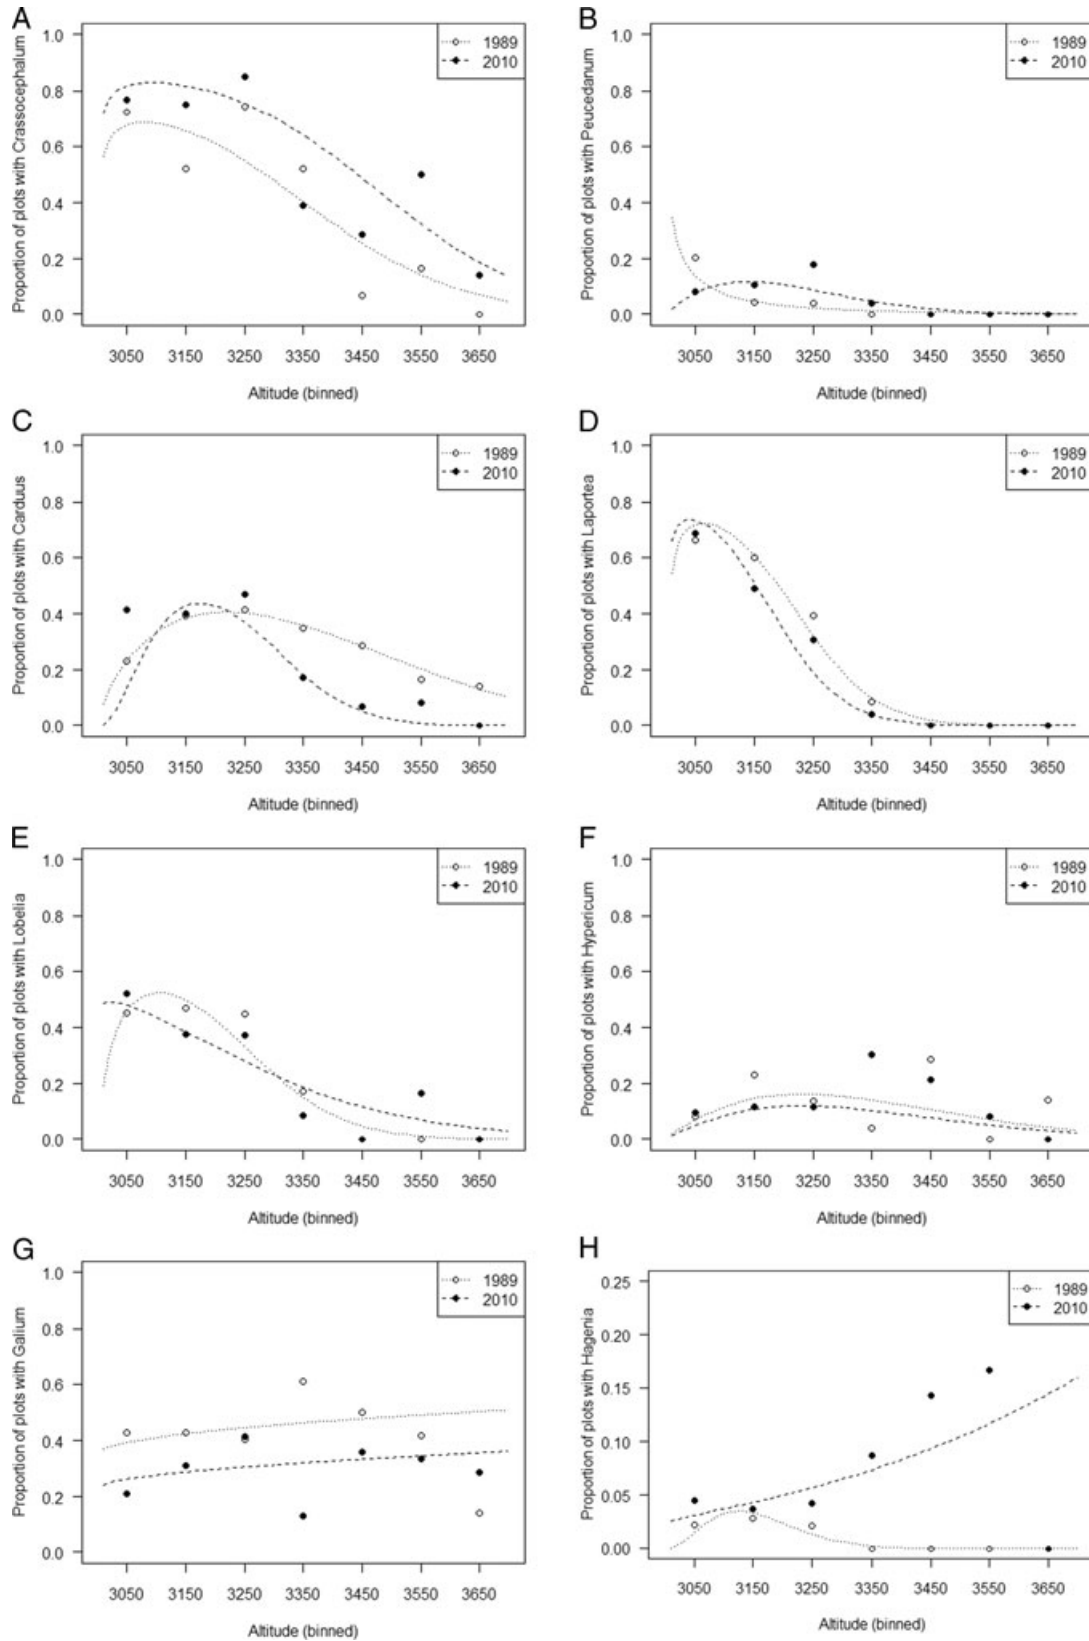 A
Proportion of plots with Crassocephalum
1.0
0.8
0.6
0.4
0.2
0.0
1989
2010
3050 3150 3250 3350 3450 3550 3650
Altitude (binned)
B
Proportion of plots with Peucedanum
1.0
0.8
0.6
0.4
0.2
0.0
1989
2010
3050 3150 3250 3350 3450 3550 3650
Altitude (binned)
C
Proportion of plots with Carduus
1.0
0.8
0.6
0.4
0.2
0.0
1989
2010
3050 3150 3250 3350 3450 3550 3650
Altitude (binned)
D
Proportion of plots with Laportea
1.0
0.8
0.6
0.4
0.2
0.0
1989
2010
3050 3150 3250 3350 3450 3550 3650
Altitude (binned)
E
Proportion of plots with Lobelia
1.0
0.8
0.6
0.4
0.2
0.0
1989
2010
3050 3150 3250 3350 3450 3550 3650
Altitude (binned)
F
Proportion of plots with Hypericum
1.0
0.8
0.6
0.4
0.2
0.0
1989
2010
3050 3150 3250 3350 3450 3550 3650
Altitude (binned)
G
Proportion of plots with Galium
1.0
0.8
0.6
0.4
0.2
0.0
1989
2010
3050 3150 3250 3350 3450 3550 3650
Altitude (binned)
H
Proportion of plots with Hagenia
0.25
0.20
0.15
0.10
0.05
0.00
1989
2010
3050 3150 3250 3350 3450 3550 3650
Altitude (binned)